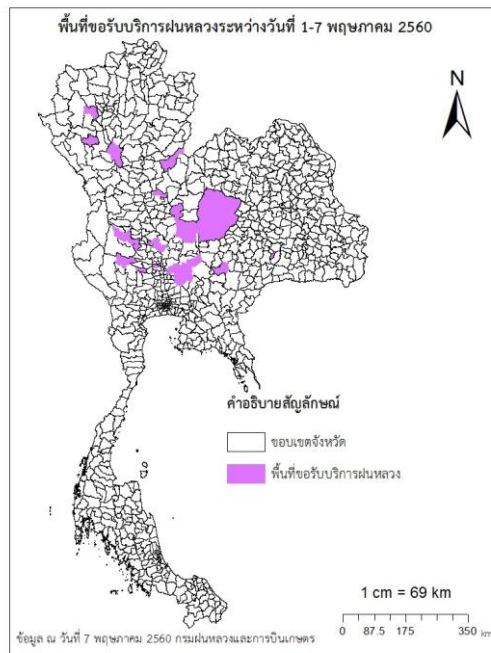 พื้นที่ขอรับบริการฝนหลวงระหว่างวันที่ 1-7 พฤษภาคม 2560
N
คำอธิบายสัญลักษณ์
ขอบเขตจังหวัด
พื้นที่ขอรับบริการฝนหลวง
1 cm = 69 km
0 87.5 175 350 km
ข้อมูล ณ วันที่ 7 พฤษภาคม 2560 กรมฝนหลวงและการบินเกษตร